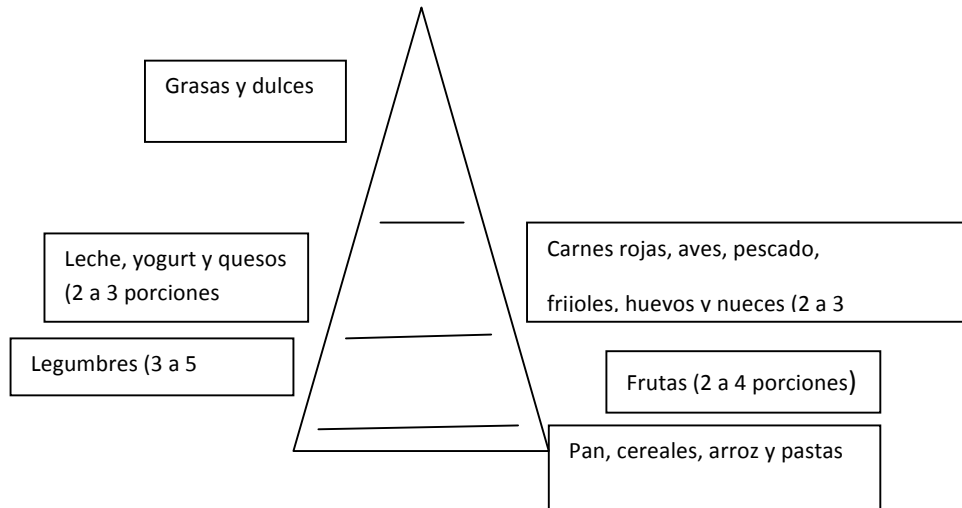 Grasas y dulces
Leche, yogurt y quesos
(2 a 3 porciones
Carnes rojas, aves, pescado,
frijoles, huevos y nueces (2 a 3
Legumbres (3 a 5
Frutas (2 a 4 porciones)
Pan, cereales, arroz y pastas